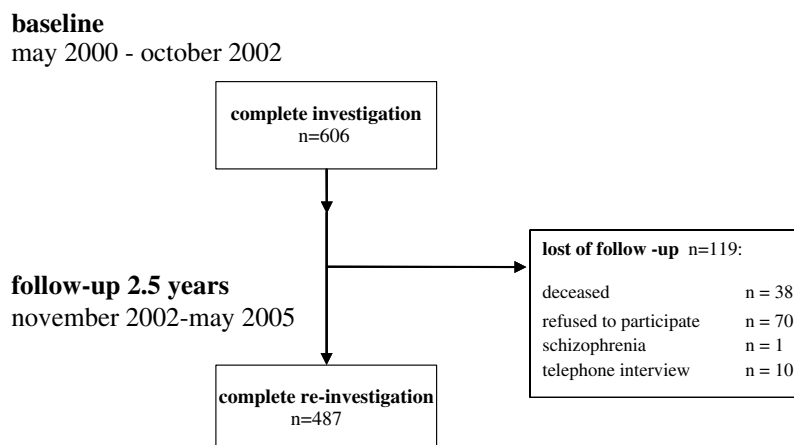 baseline
may 2000 - october 2002
complete investigation
n=606
lost of follow -up n=119:
deceased n = 38
refused to participate n = 70
schizophrenia n = 1
telephone interview n = 10
follow-up 2.5 years
november 2002-may 2005
complete re-investigation
n=487